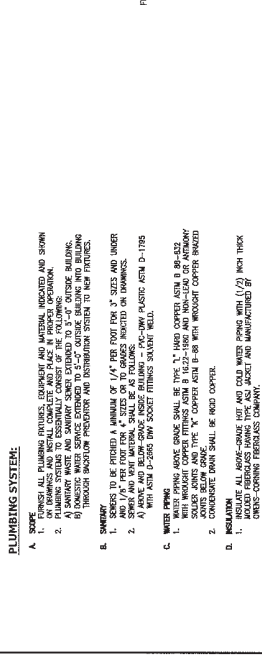 PLUMBING SYSTEM:
A. SCOPE
1. FURNISH ALL PLUMBING FIXTURES, EQUIPMENT AND MATERIAL INDICATED AND SHOWN
ON DRAWINGS AND INSTALL COMPLETE AND PLACE IN PROPER OPERATION.
2. PLUMBING SYSTEMS TO ESSENTIALLY CONSIST OF THE FOLLOWING:
A) SANITARY WASTE AND SANITARY SEWER EXTENDED TO 5'-0" OUTSIDE BUILDING.
B) DOMESTIC WATER SERVICE EXTENDED TO 5'-0" OUTSIDE BUILDING INTO BUILDING
THROUGH BACKFLOW PREVENTOR AND DISTRIBUTION SYSTEM TO NEW FIXTURES.
B. SANITARY
1. SEWERS TO BE PITCHED A MINIMUM OF 1/4" PER FOOT FOR 3" SIZES AND UNDER
AND 1/8" PER FOOT FOR 4" SIZES OR TO GRADES INDICTED ON DRAWINGS.
2. SEWER AND VENT MATERIAL SHALL BE AS FOLLOWS:
A) ABOVE AND BELOW-GRADE INSIDE BUILDING - PVC-DWV PLASTIC ASTM D-1785
WITH ASTM D-2665 DWV SOCKET FITTINGS SOLVENT WELD.
C. WATER PIPING
1. WATER PIPING ABOVE GRADE SHALL BE TYPE "L" HARD COPPER ASTM B 88-832
WITH WROUGHT COPPER FITTINGS ASTM B 16.22-1980 AND NON-LEAD OR ANTIMONY
SOLDER JOINTS AND TYPE "K" COPPER ASTM B-88 WITH WROUGHT COPPER BRAZED
JOINTS BELOW GRADE.
2. CONDENSATE DRAIN SHALL BE RIGID COPPER.
D. INSULATION
1. INSULATE ALL ABOVE-GRADE HOT AND COLD WATER PIPING WITH (1/2) INCH THICK
MOLDED FIBERGLASS HAVING TYPE ASJ JACKET AND MANUFACTURED BY
OWENS-CORNING FIBERGLASS COMPANY.